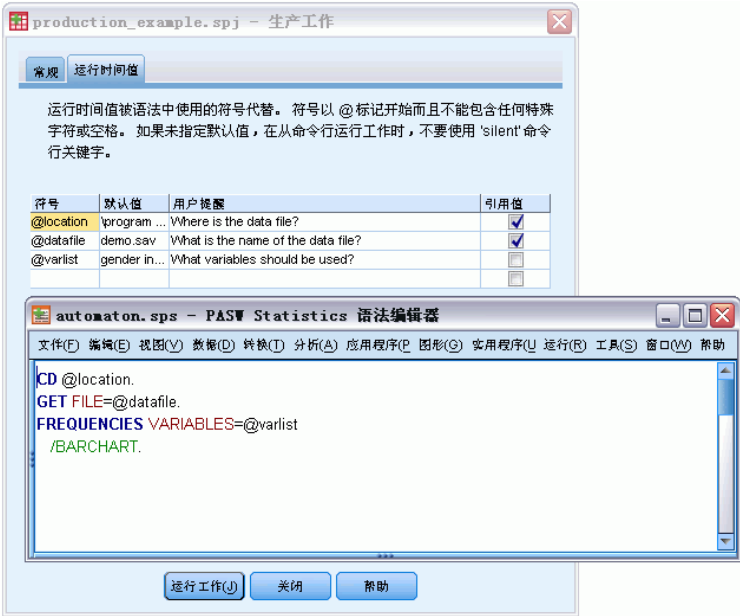 production_example.spj - 生产工作
常规 运行时间值
运行时间值被语法中使用的符号代替。 符号以 @ 标记开始而且不能包含任何特殊
字符或空格。 如果未指定默认值，在从命令行运行工作时，不要使用 'silent' 命令
行关键字。
符号 默认值 用户提醒 引用值
@location \program ... Where is the data file?
@datafile demo.sav What is the name of the data file?
@varlist gender in... What variables should be used?
automaton.sps - PASW Statistics 语法编辑器
文件(F) 编辑(E) 视图(V) 数据(D) 转换(T) 分析(A) 应用程序(P 图形(G) 实用程序(U 运行(R) 工具(S) 窗口(W) 帮助
CD @location.
GET FILE=@datafile.
FREQUENCIES VARIABLES=@varlist
/BARCHART.
运行工作(J) 关闭 帮助